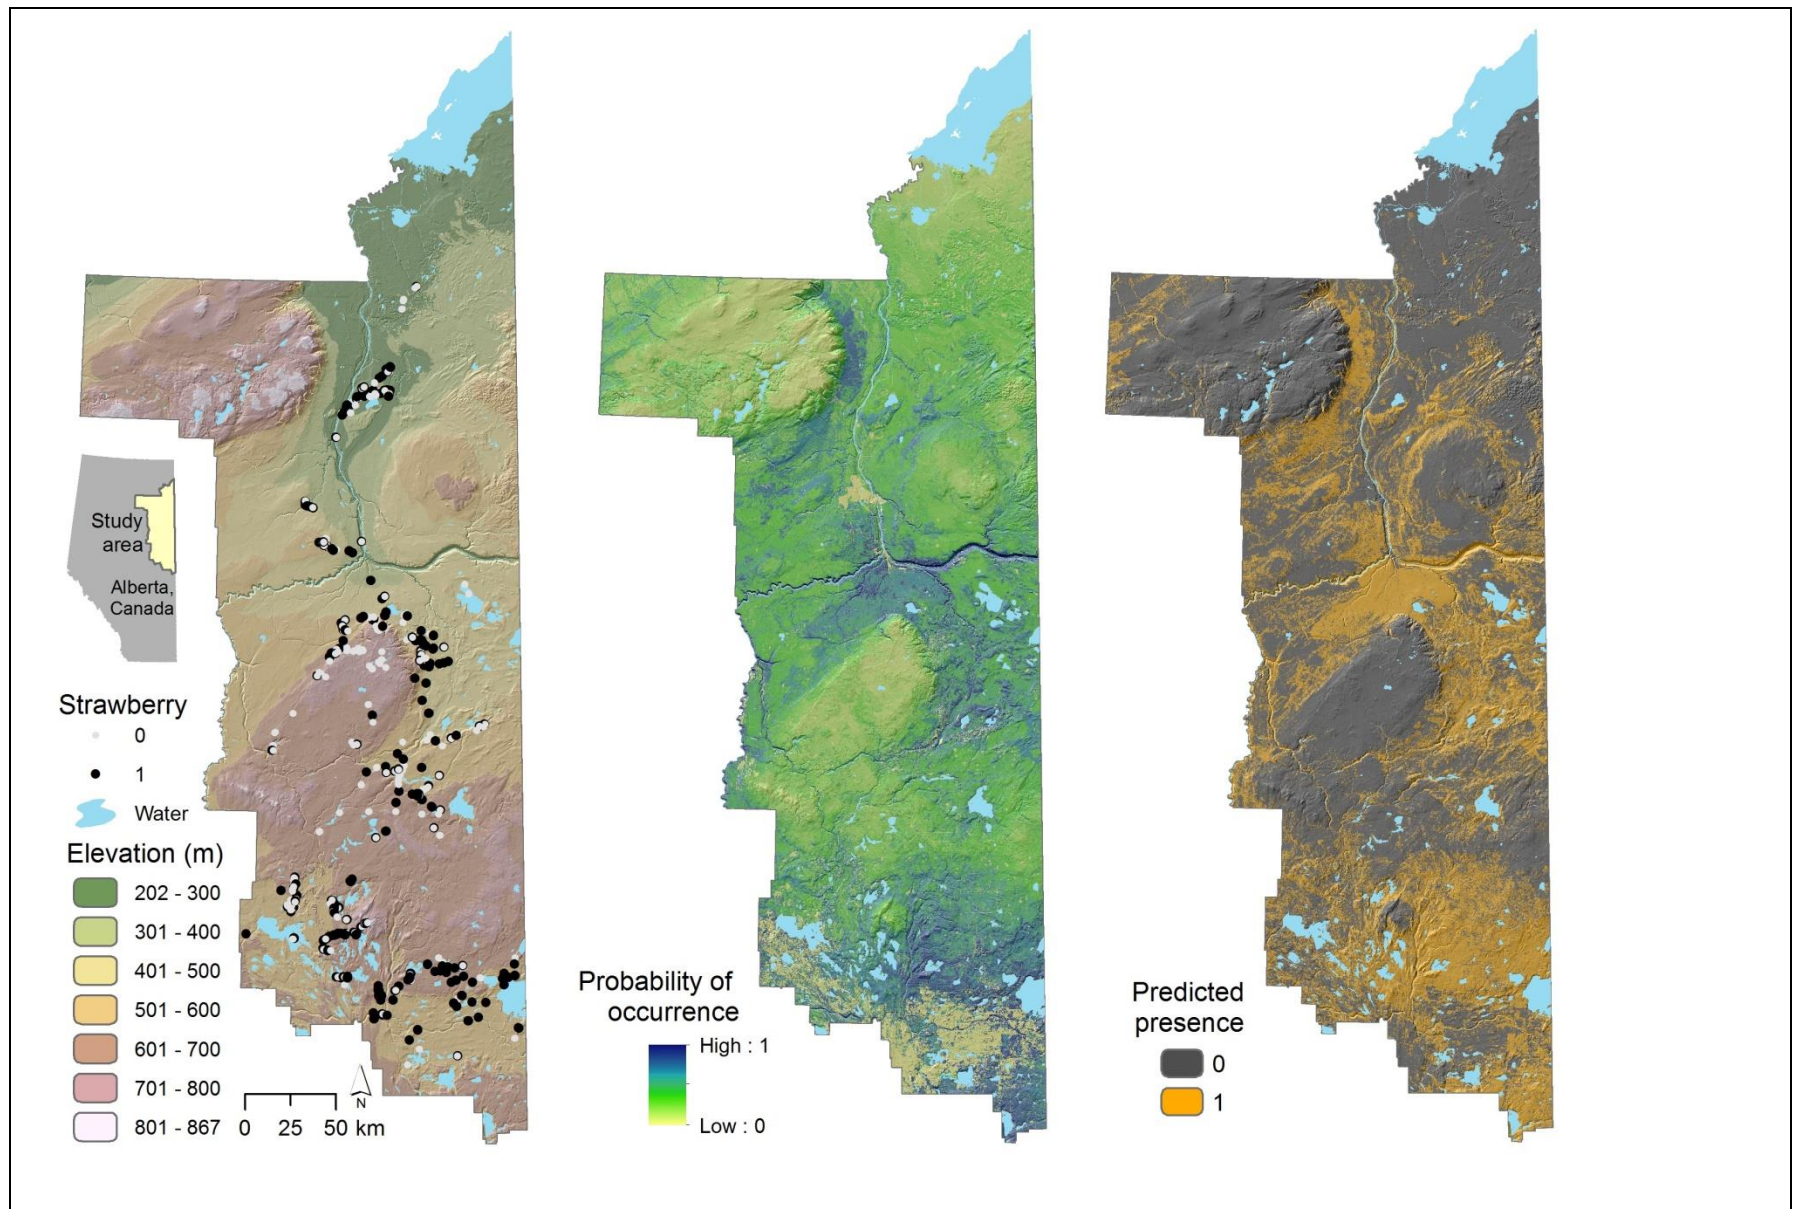 Study
area
Alberta,
Canada
Strawberry
0
1
Water
Elevation (m)
202 - 300
301 - 400
401 - 500
501 - 600
601 - 700
701 - 800
801 - 867
N
0 25 50 km
Probability of
occurrence
High : 1
Low : 0
Predicted
presence
0
1